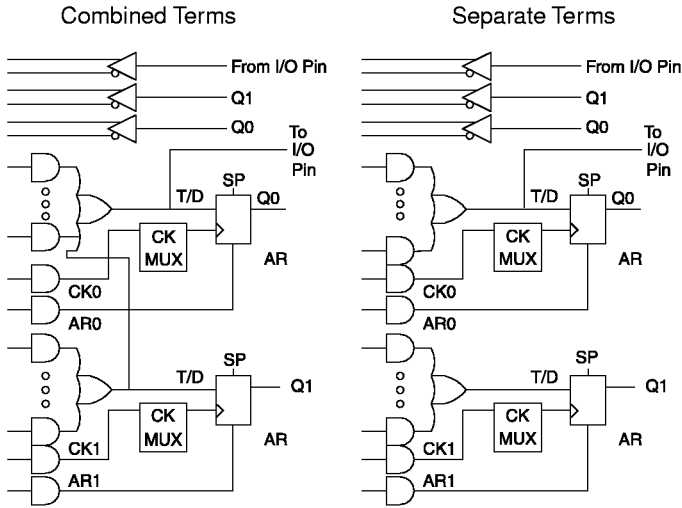 Combined Terms
From I/O Pin
Q1
Q0
To
I/O
Pin
SP
T/D
Q0
CK
MUX
AR
CK0
AR0
SP
T/D
Q1
CK
MUX
AR
CK1
AR1
Separate Terms
From I/O Pin
Q1
Q0
To
I/O
Pin
SP
T/D
Q0
CK
MUX
AR
CK0
AR0
SP
T/D
Q1
CK
MUX
AR
CK1
AR1